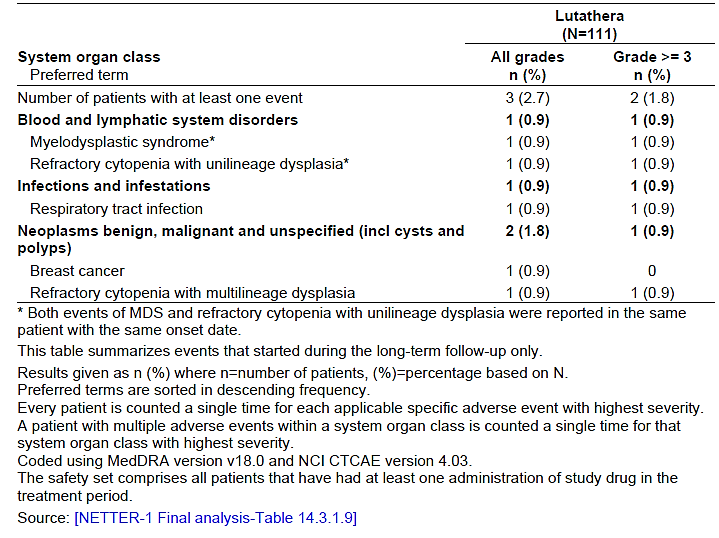 Lutathera
(N=111)
System organ class All grades Grade >= 3
Preferred term n (%) n (%)
Number of patients with at least one event 3 (2.7) 2 (1.8)
Blood and lymphatic system disorders 1 (0.9) 1 (0.9)
Myelodysplastic syndrome* 1 (0.9) 1 (0.9)
Refractory cytopenia with unilineage dysplasia* 1 (0.9) 1 (0.9)
Infections and infestations 1 (0.9) 1 (0.9)
Respiratory tract infection 1 (0.9) 1 (0.9)
Neoplasms benign, malignant and unspecified (incl cysts and 2 (1.8) 1 (0.9)
polyps)
Breast cancer 1 (0.9) 0
Refractory cytopenia with multilineage dysplasia 1 (0.9) 1 (0.9)
* Both events of MDS and refractory cytopenia with unilineage dysplasia were reported in the same
patient with the same onset date.
This table summarizes events that started during the long-term follow-up only.
Results given as n (%) where n=number of patients, (%)=percentage based on N.
Preferred terms are sorted in descending frequency.
Every patient is counted a single time for each applicable specific adverse event with highest severity.
A patient with multiple adverse events within a system organ class is counted a single time for that
system organ class with highest severity.
Coded using MedDRA version v18.0 and NCI CTCAE version 4.03.
The safety set comprises all patients that have had at least one administration of study drug in the
treatment period.
Source: [NETTER-1 Final analysis-Table 14.3.1.9]